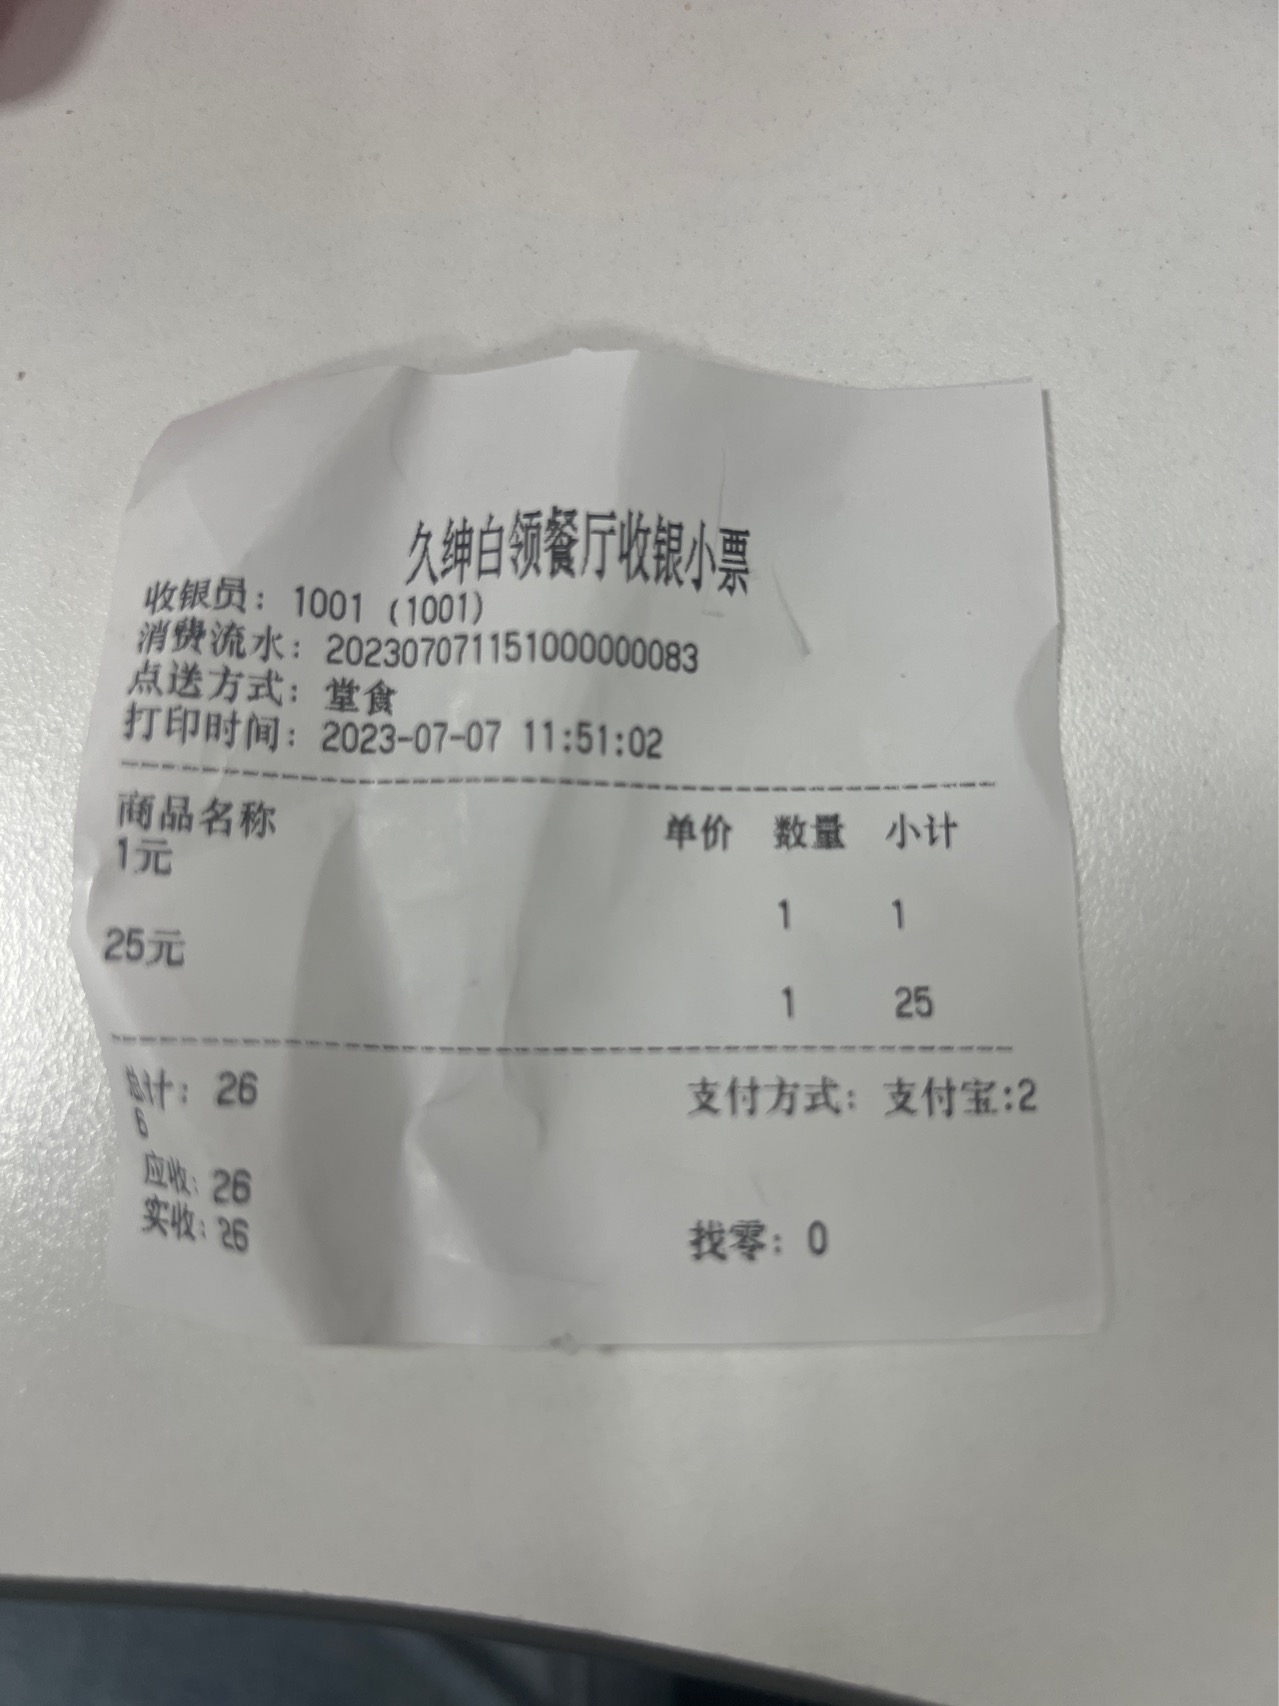 久绅白领餐厅收银小票
收银员：1001 (1001)
消费流水：202307071151000000083
点送方式：堂食
打印时间：2023-07-07 11:51:02
商品名称 单价 数量 小计
1元
1 1
25元
1 25
总计：26 支付方式：支付宝:2
6
应收：26
实收：26 找零：0